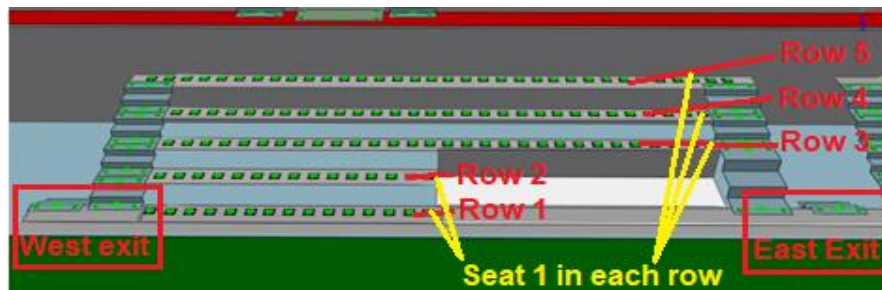 Row 5
Row 4
Row 3
Row 2
Row 1
West exit
East Exit
Seat 1 in each row